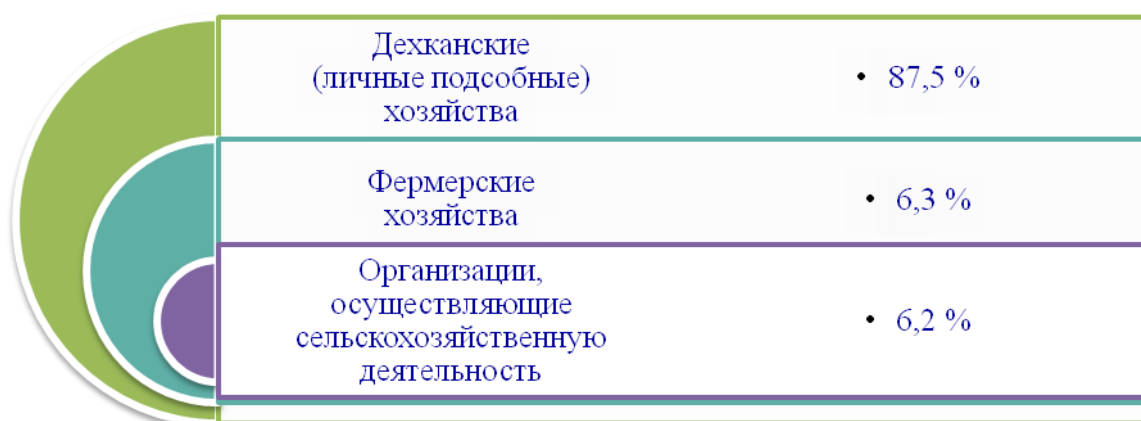 Дехканские
(личные подсобные)
хозяйства
• 87,5 %
Фермерские
хозяйства
• 6,3 %
Организации,
осуществляющие
сельскохозяйственную
деятельность
• 6,2 %